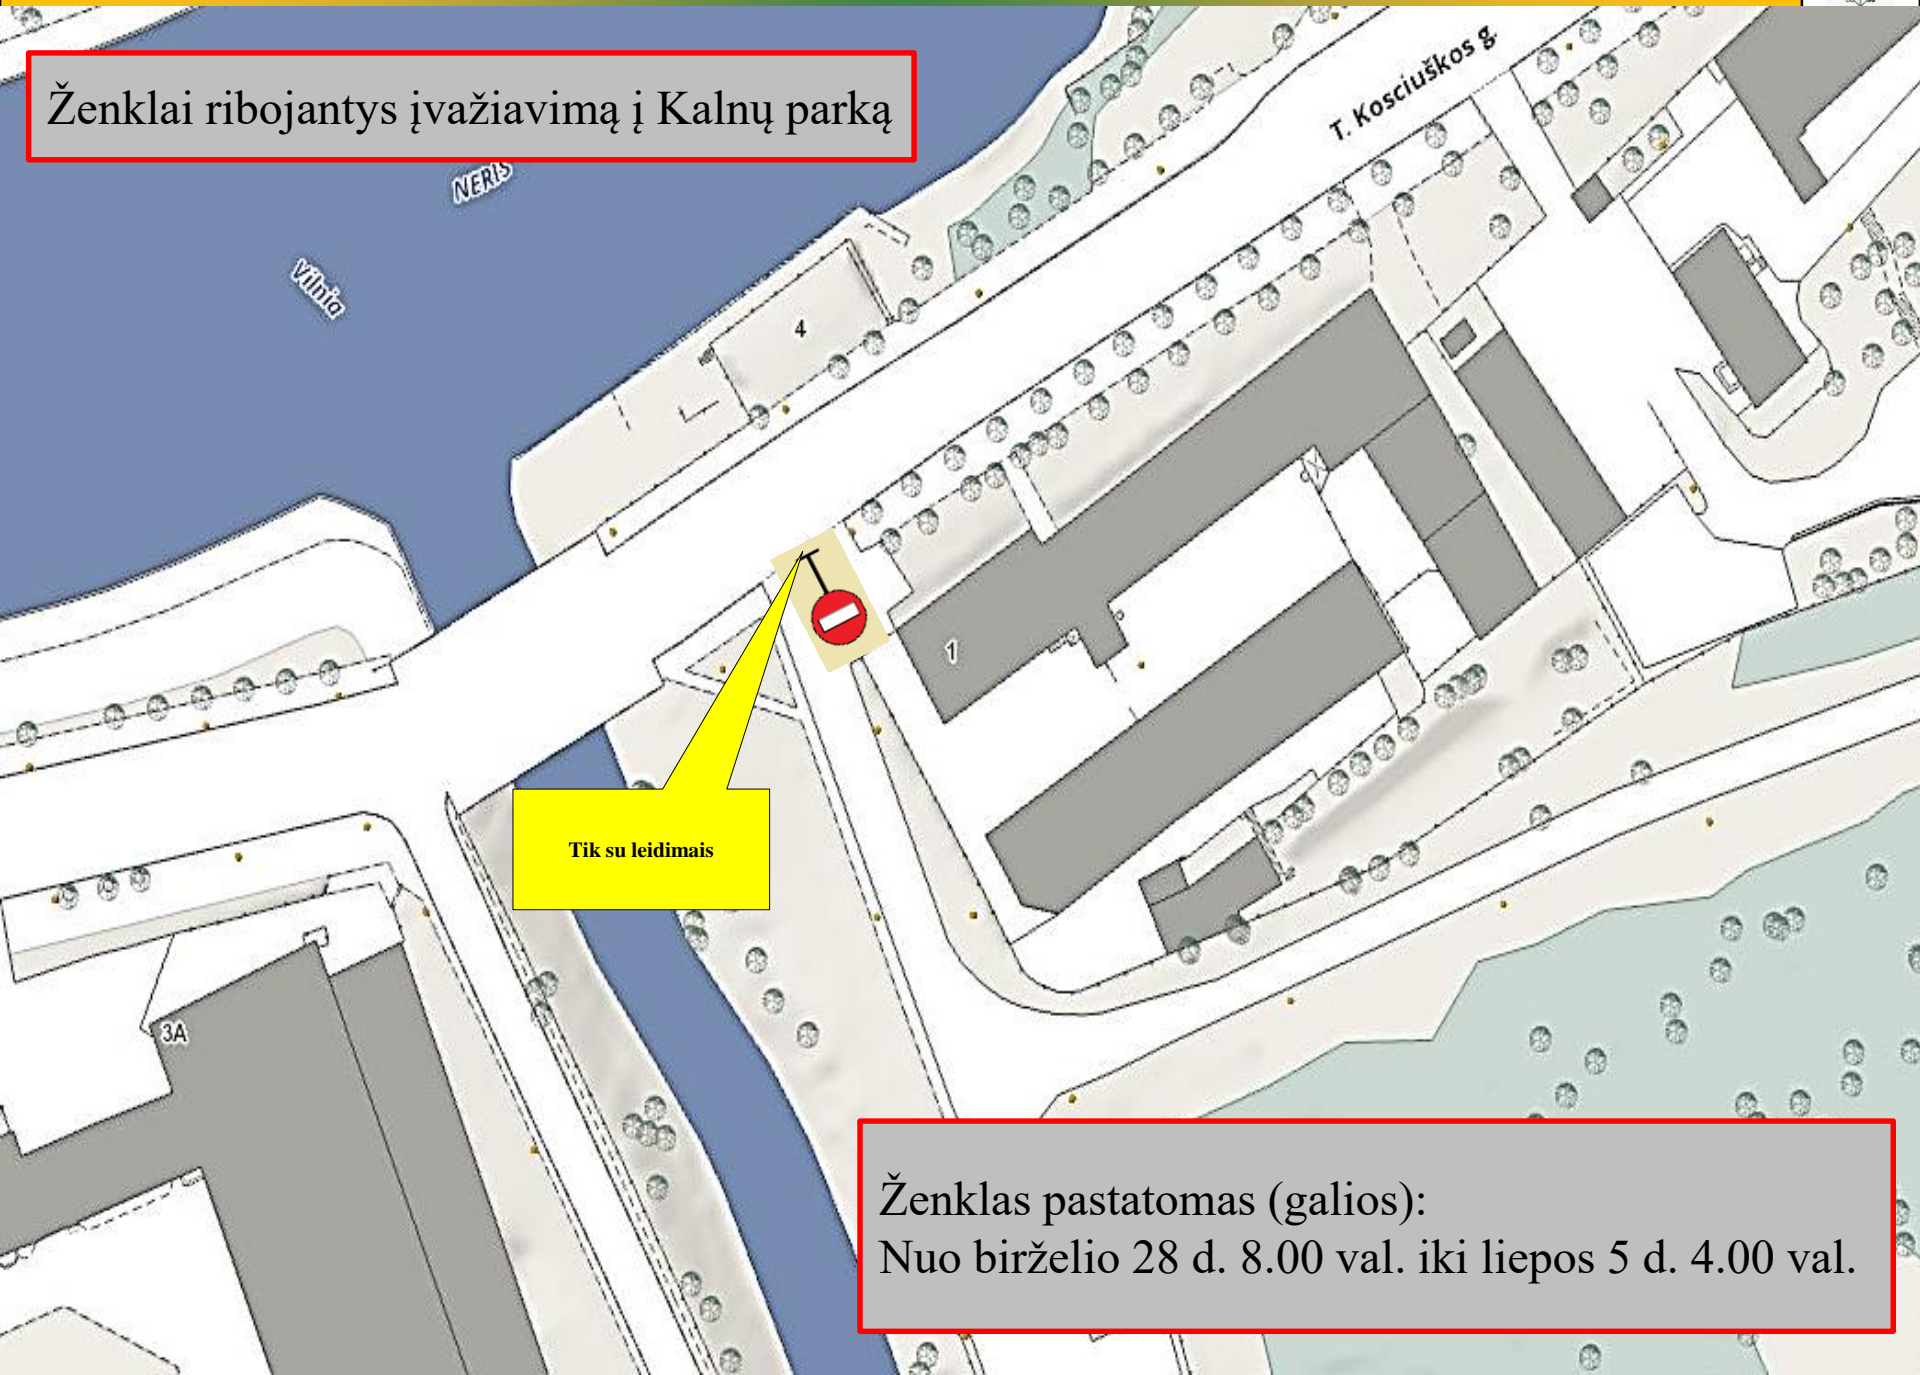 Ženklai ribojantys įvažiavimą į Kalnų parką
T. Kosciuškos g.
NERIS
Vilnia
4
1
Tik su leidimais
3A
Ženklas pastatomas (galios):
Nuo birželio 28 d. 8.00 val. iki liepos 5 d. 4.00 val.